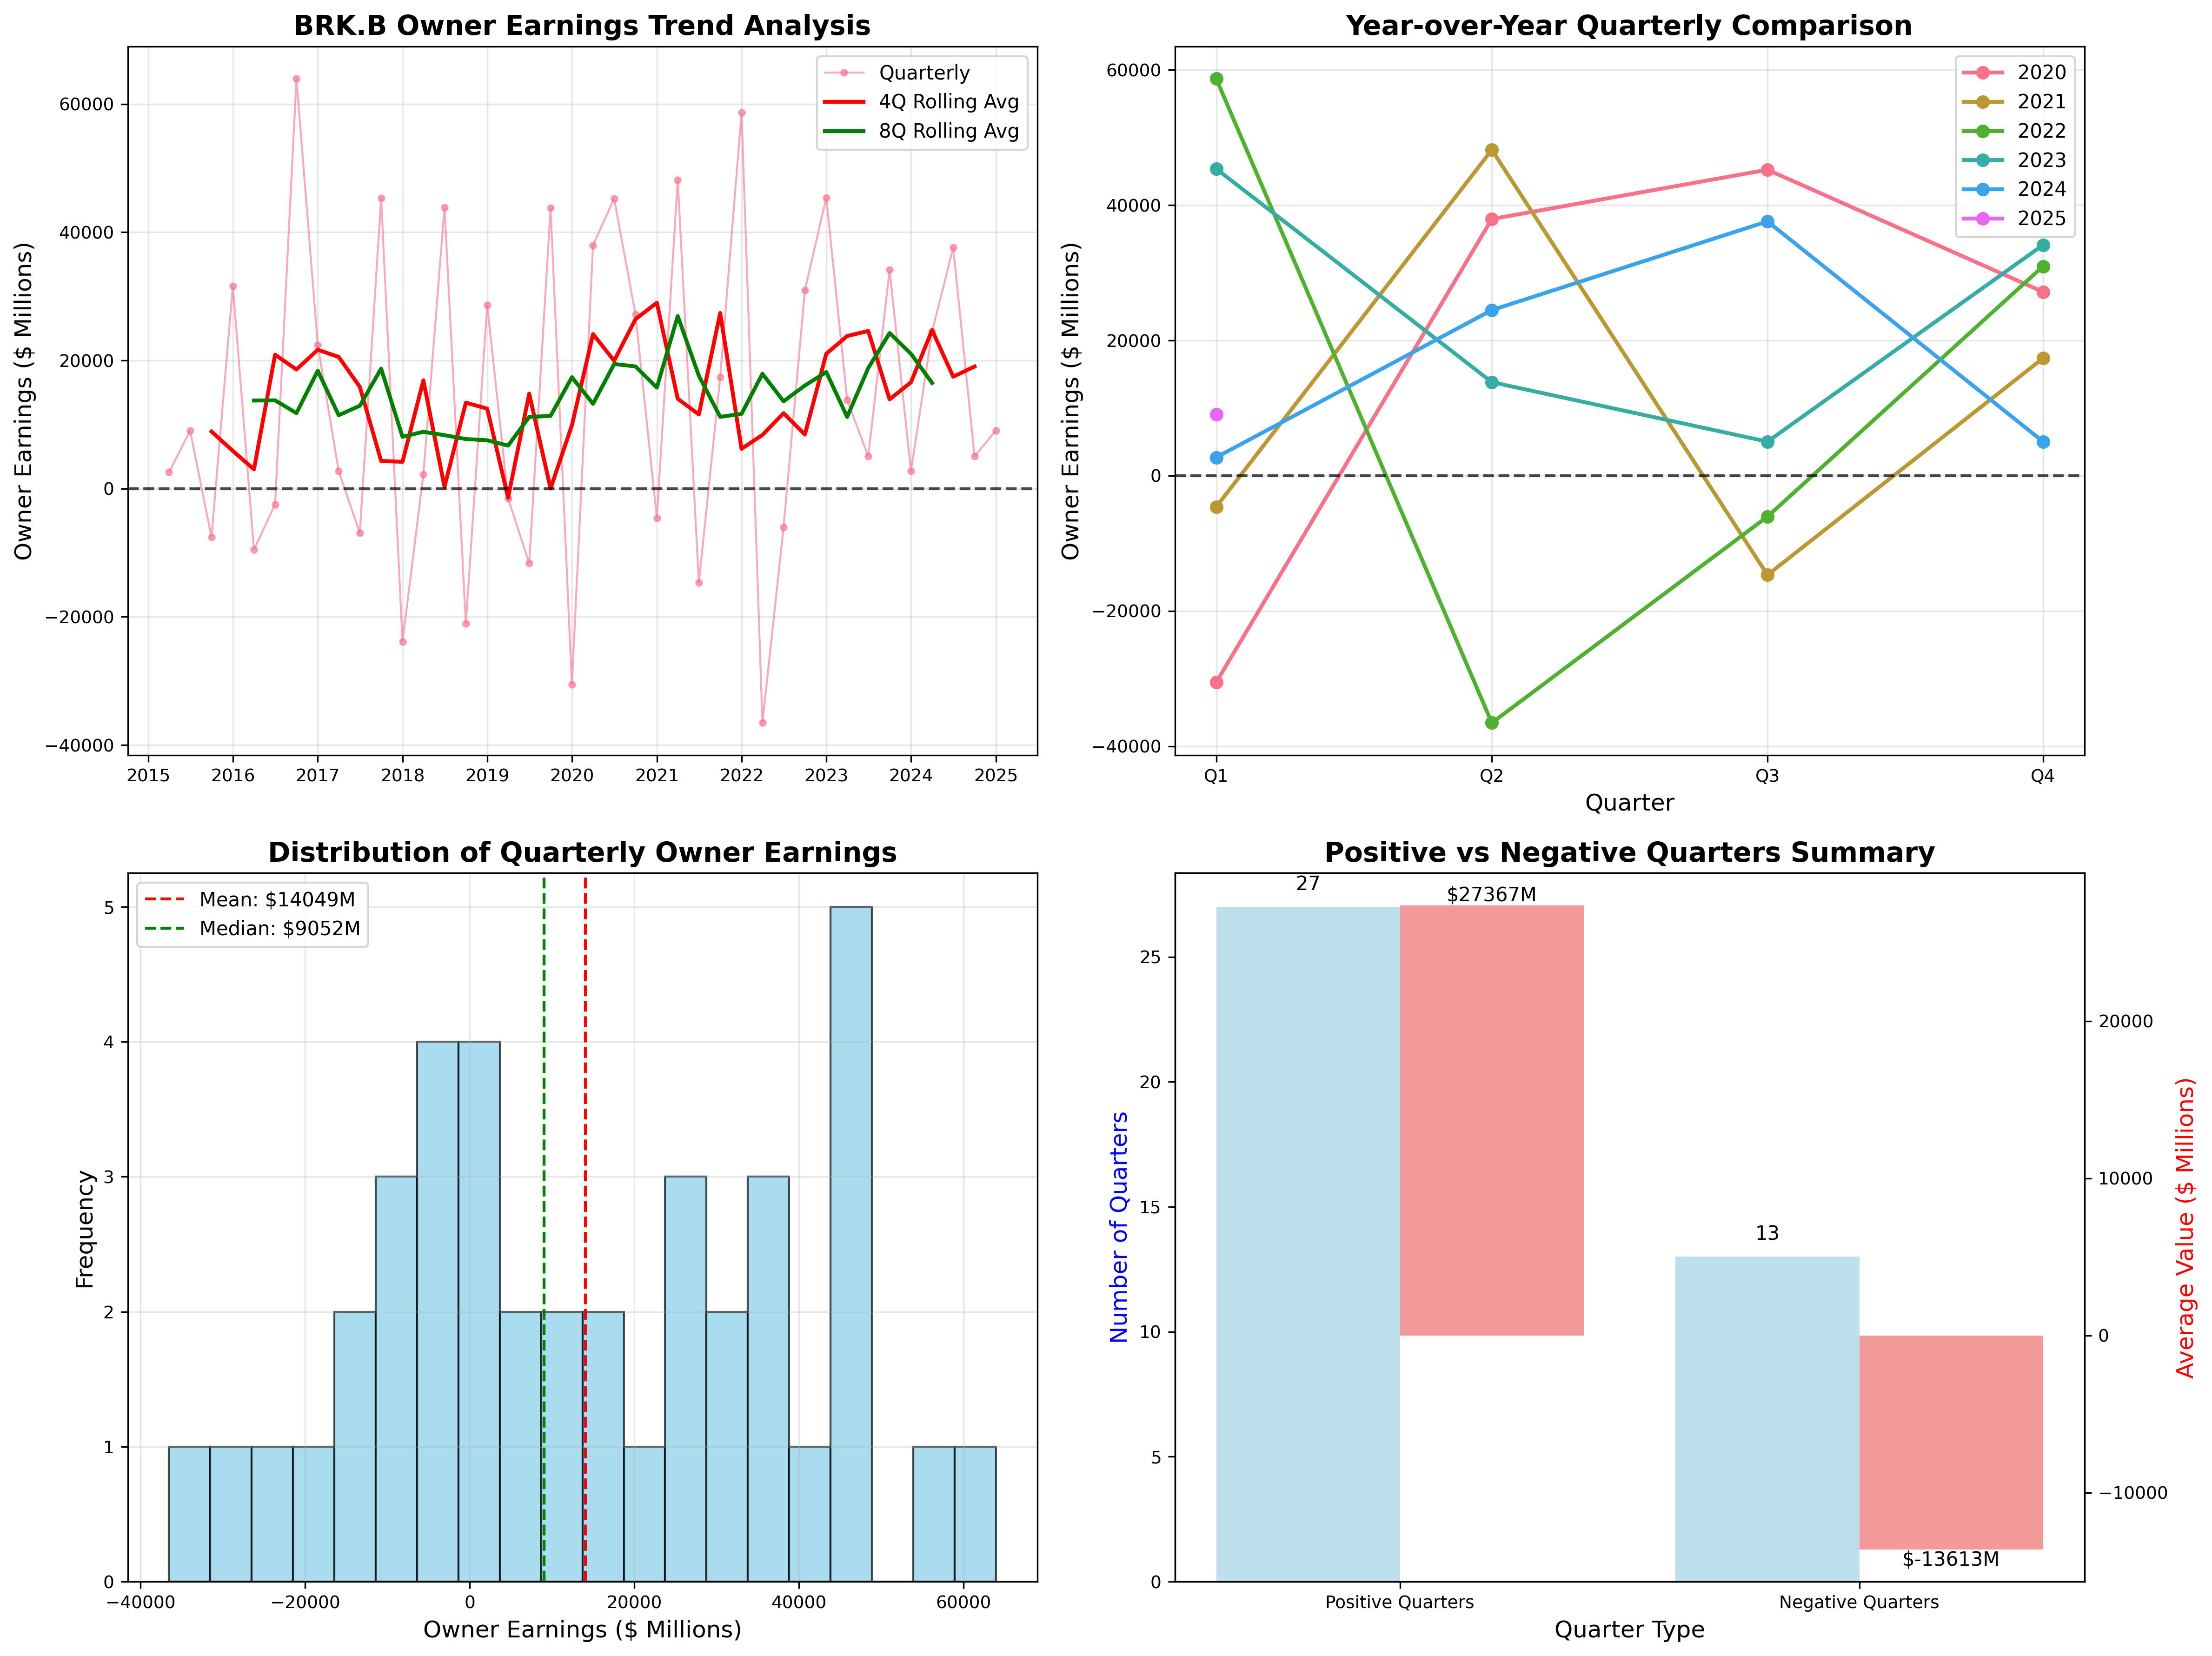 BRK.B Owner Earnings Trend Analysis
Owner Earnings ($ Millions)
60000
40000
20000
0
−20000
−40000
2015 2016 2017 2018 2019 2020 2021 2022 2023 2024 2025
Quarterly
4Q Rolling Avg
8Q Rolling Avg
Year-over-Year Quarterly Comparison
Owner Earnings ($ Millions)
60000
40000
20000
0
−20000
−40000
Q1 Q2 Q3 Q4
Quarter
2020
2021
2022
2023
2024
2025
Distribution of Quarterly Owner Earnings
Mean: $14049M
Median: $9052M
Frequency
5
4
3
2
1
0
−40000 −20000 0 20000 40000 60000
Owner Earnings ($ Millions)
Positive vs Negative Quarters Summary
27
$27367M
13
$-13613M
Number of Quarters
25
20
15
10
5
0
20000
10000
0
−10000
Average Value ($ Millions)
Positive Quarters Negative Quarters
Quarter Type